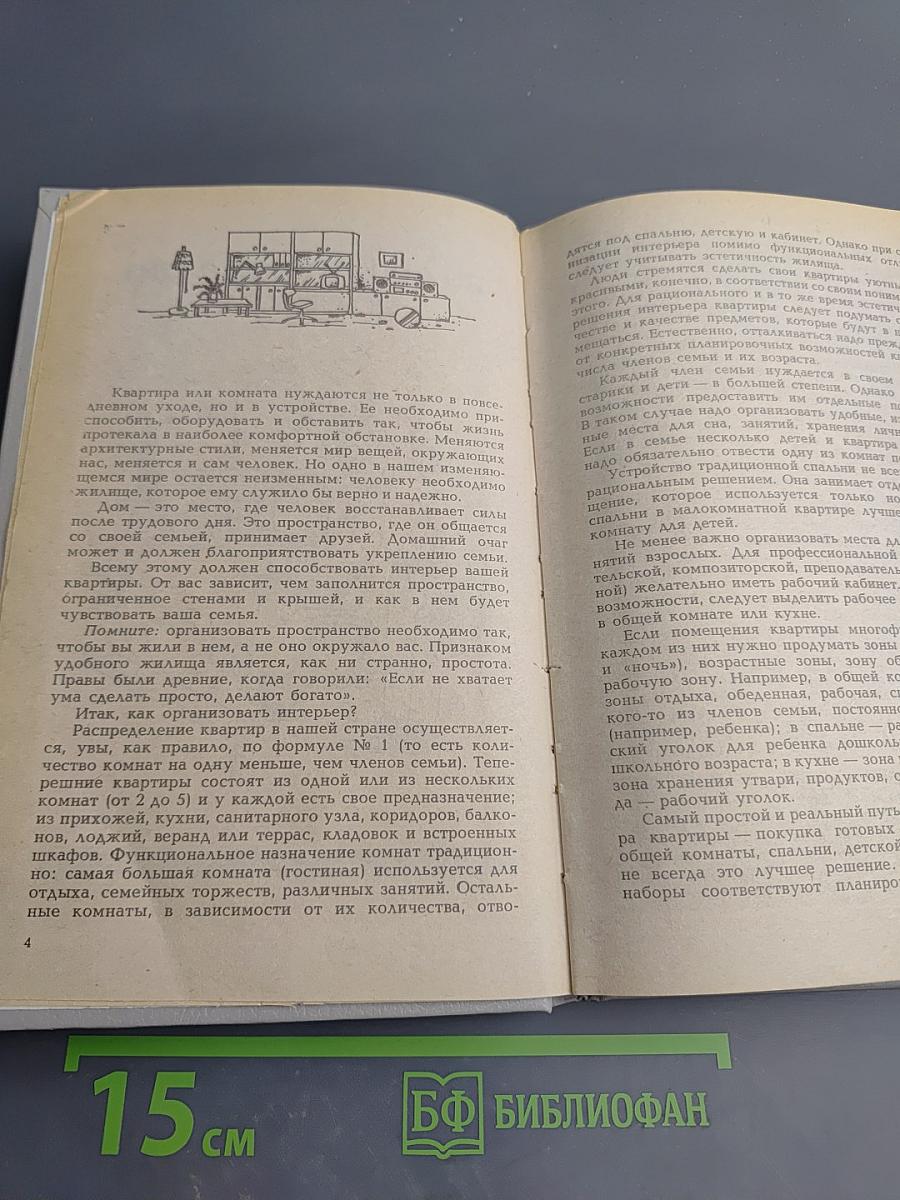 Квартира или комната нуждаются не только в повсе-
дневном уходе, но и в устройстве. Ее необходимо при-
способить, оборудовать и обставить так, чтобы жизнь
протекала в наиболее комфортной обстановке. Меняются
архитектурные стили, меняется мир вещей, окружающих
нас, меняется и сам человек. Но одно в нашем изменяю-
щемся мире остается неизменным: человеку необходимо
жилище, которое ему служило бы верно и надежно.
Дом — это место, где человек восстанавливает силы
после трудового дня. Это пространство, где он общается
со своей семьей, принимает друзей. Домашний очаг
может и должен благоприятствовать укреплению семьи.
Всему этому должен способствовать интерьер вашей
квартиры. От вас зависит, чем заполнится пространство,
ограниченное стенами и крышей, и как в нем будет
чувствовать ваша семья.
Помните: организовать пространство необходимо так,
чтобы вы жили в нем, а не оно окружало вас. Признаком
удобного жилища является, как ни странно, простота.
Правы были древние, когда говорили: «Если не хватает
ума сделать просто, делают богато».
Итак, как организовать интерьер?
Распределение квартир в нашей стране осуществляет-
ся, увы, как правило, по формуле № 1 (то есть коли-
чество комнат на одну меньше, чем членов семьи). Тепе-
решние квартиры состоят из одной или из нескольких
комнат (от 2 до 5) и у каждой есть свое предназначение;
из прихожей, кухни, санитарного узла, коридоров, балко-
нов, лоджий, веранд или террас, кладовок и встроенных
шкафов. Функциональное назначение комнат традицион-
но: самая большая комната (гостиная) используется для
отдыха, семейных торжеств, различных занятий. Осталь-
ные комнаты, в зависимости от их количества, отво-
4
дятся под спальню, детскую и кабинет. Однако при
низации интерьера помимо функциональных
следует учитывать эстетичность жилища.
Люди стремятся сделать свои квартиры
красивыми, конечно, в соответствии со своим
этого. Для рационального и в то же время
решения интерьера квартиры следует подумать
честве и качестве предметов, которые будут в
мещаться. Естественно, отталкиваться надо
от конкретных планировочных возможностей
числа членов семьи и их возраста.
Каждый член семьи нуждается в своем
старики и дети — в большей степени. Однако
возможности предоставить им отдельные
В таком случае надо организовать удобные,
ные места для сна, занятий, хранения
Если в семье несколько детей и квартира
надо обязательно отвести одну из комнат
Устройство традиционной спальни не
рациональным решением. Она занимает
щение, которое используется только
спальни в малокомнатной квартире лучше
комнату для детей.
Не менее важно организовать места
нятий взрослых. Для профессиональной
тельской, композиторской,
ной) желательно иметь рабочий кабинет.
возможности, следует выделить рабочее
в общей комнате или кухне.
Если помещения квартиры
каждом из них нужно продумать зоны
и «ночь»), возрастные зоны, зону
рабочую зону. Например, в общей
зоны отдыха, обеденная, рабочая,
кого-то из членов семьи,
(например, ребенка); в спальне —
ский уголок для ребенка
школьного возраста; в кухне — зона
зона хранения утвари, продуктов,
да — рабочий уголок.
Самый простой и реальный путь
ра квартиры — покупка готовых
общей комнаты, спальни, детской
не всегда это лучшее решение.
наборы соответствуют
15 см
БФ БИБЛИОФАН